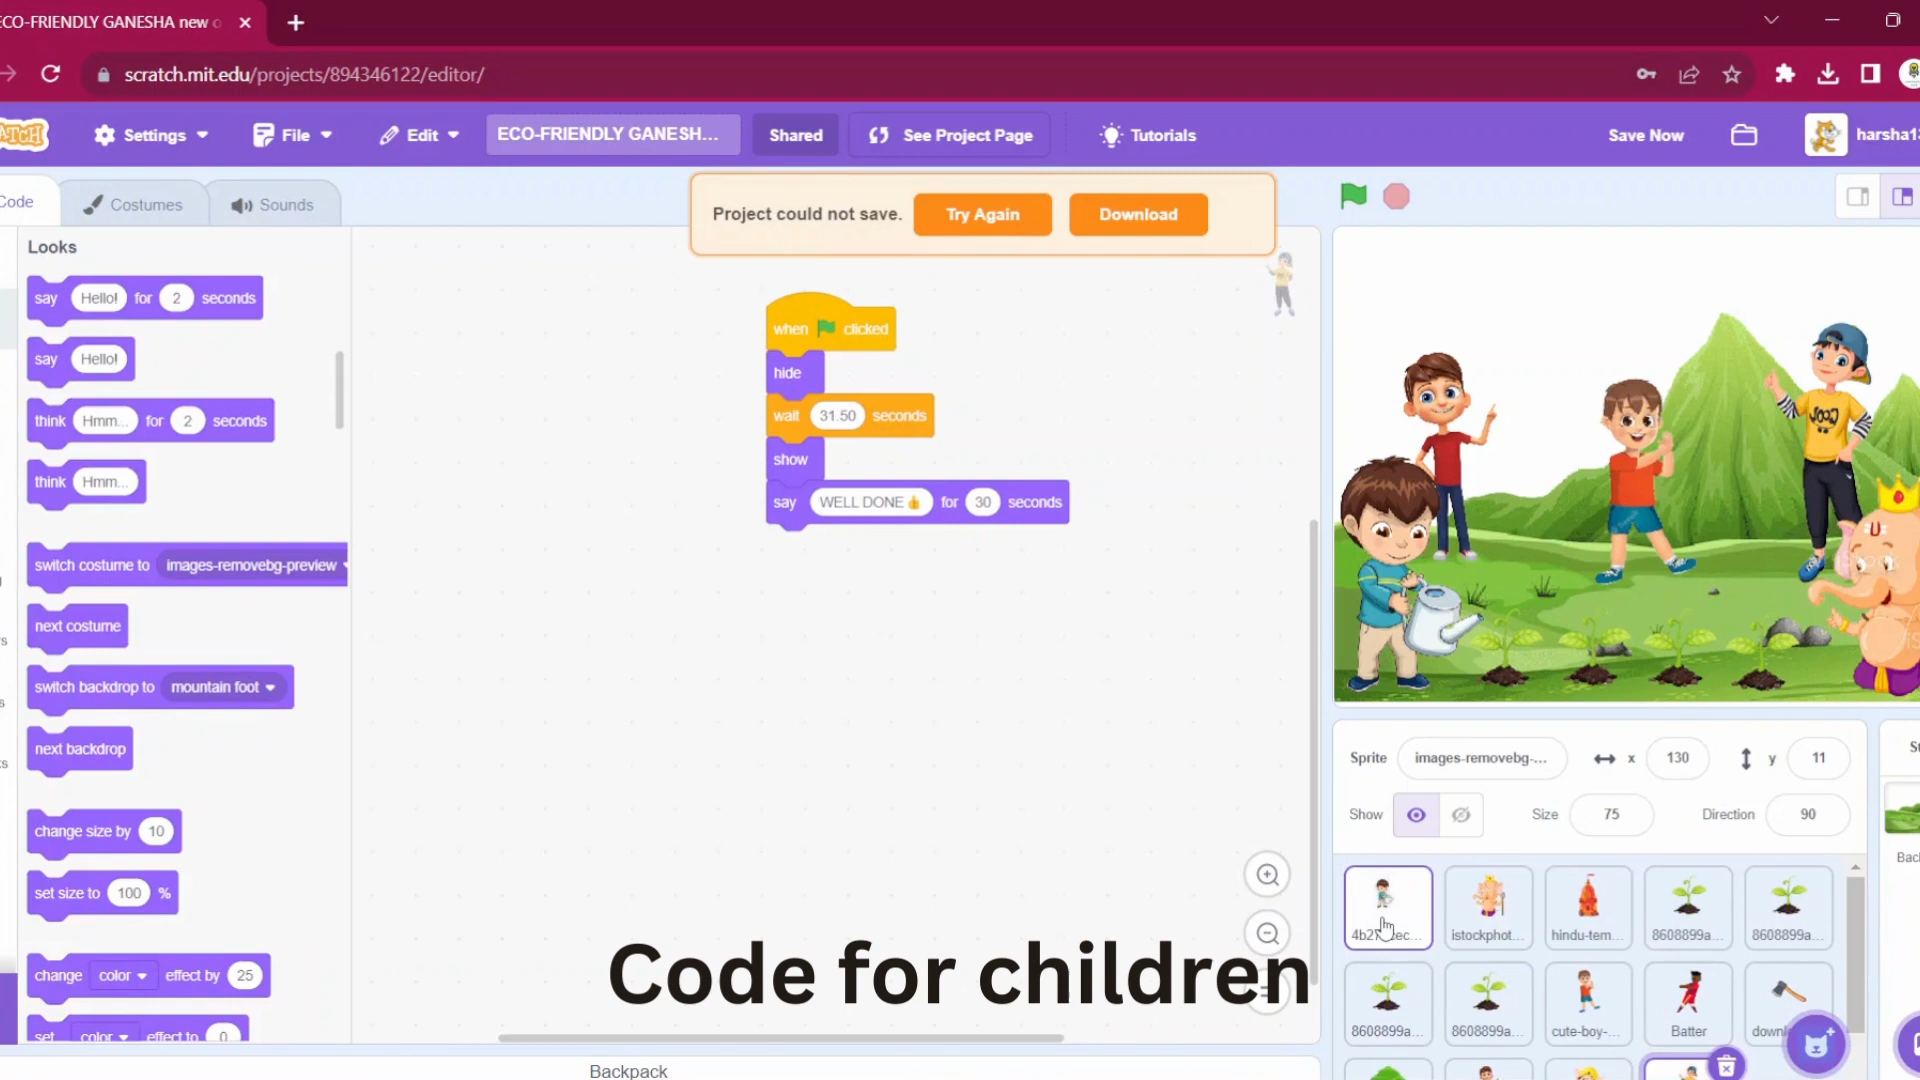 ECO-FRIENDLY GANESHA new
scratch.mit.edu/projects/894346122/editor/
Settings
File
Edit
ECO-FRIENDLY GANESH...
Shared
See Project Page
Tutorials
Save Now
Code
Costumes
Sounds
Project could not save.
Try Again
Download
Looks
say Hello! for 2 seconds
say Hello!
think Hmm... for 2 seconds
think Hmm...
switch costume to images-removebg-preview
next costume
switch backdrop to mountain foot
next backdrop
change size by 10
set size to 100 %
change color effect by 25
set color effect to 0
when clicked
hide
wait 31.50 seconds
show
say WELL DONE👍 for 30 seconds
Code for children
Backpack
Sprite images-removebg-... x 130 y 11
Show Size 75 Direction 90
istockphot... hindu-tem... 8608899a... 8608899a...
8608899a... 8608899a... cute-boy-... Batter